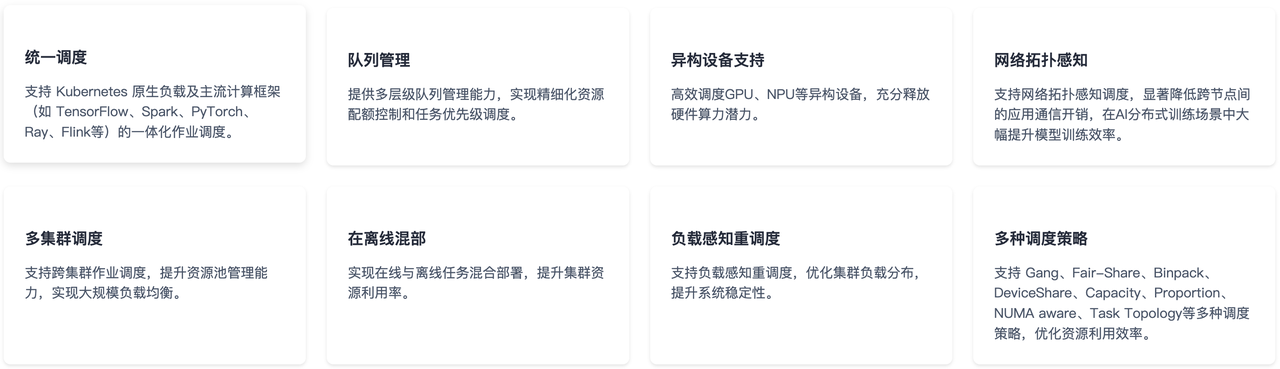 统一调度
支持 Kubernetes 原生负载及主流计算框架
（如 TensorFlow、Spark、PyTorch、
Ray、Flink等）的一体化作业调度。
队列管理
提供多层级队列管理能力，实现精细化资源
配额控制和任务优先级调度。
异构设备支持
高效调度GPU、NPU等异构设备，充分释放
硬件算力潜力。
网络拓扑感知
支持网络拓扑感知调度，显著降低跨节点间
的应用通信开销，在AI分布式训练场景中大
幅提升模型训练效率。
多集群调度
支持跨集群作业调度，提升资源池管理能
力，实现大规模负载均衡。
在离线混部
实现在线与离线任务混合部署，提升集群资
源利用率。
负载感知重调度
支持负载感知重调度，优化集群负载分布，
提升系统稳定性。
多种调度策略
支持 Gang、Fair-Share、Binpack、
DeviceShare、Capacity、Proportion、
NUMA aware、Task Topology等多种调度
策略，优化资源利用效率。